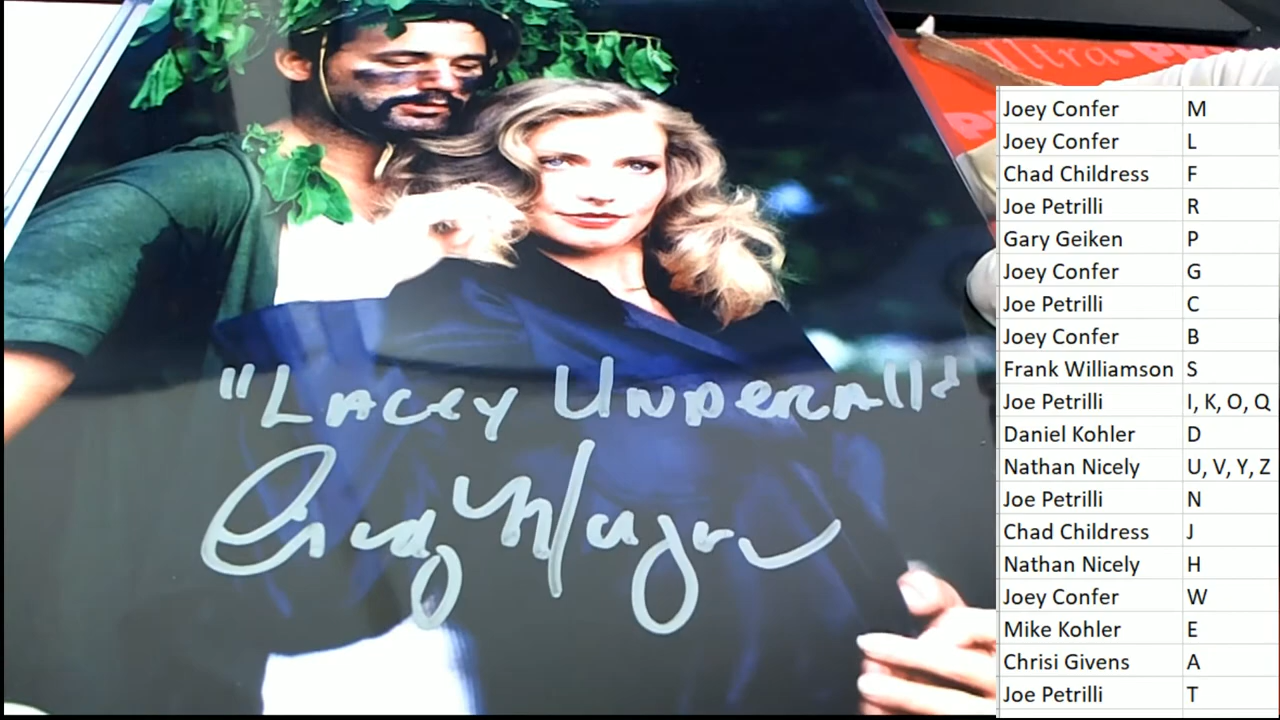 "LACEY UNDERALL"
Joey Confer M
Joey Confer L
Chad Childress F
Joe Petrilli R
Gary Geiken P
Joey Confer G
Joe Petrilli C
Joey Confer B
Frank Williamson S
Joe Petrilli I, K, O, Q
Daniel Kohler D
Nathan Nicely U, V, Y, Z
Joe Petrilli N
Chad Childress J
Nathan Nicely H
Joey Confer W
Mike Kohler E
Chrisi Givens A
Joe Petrilli T